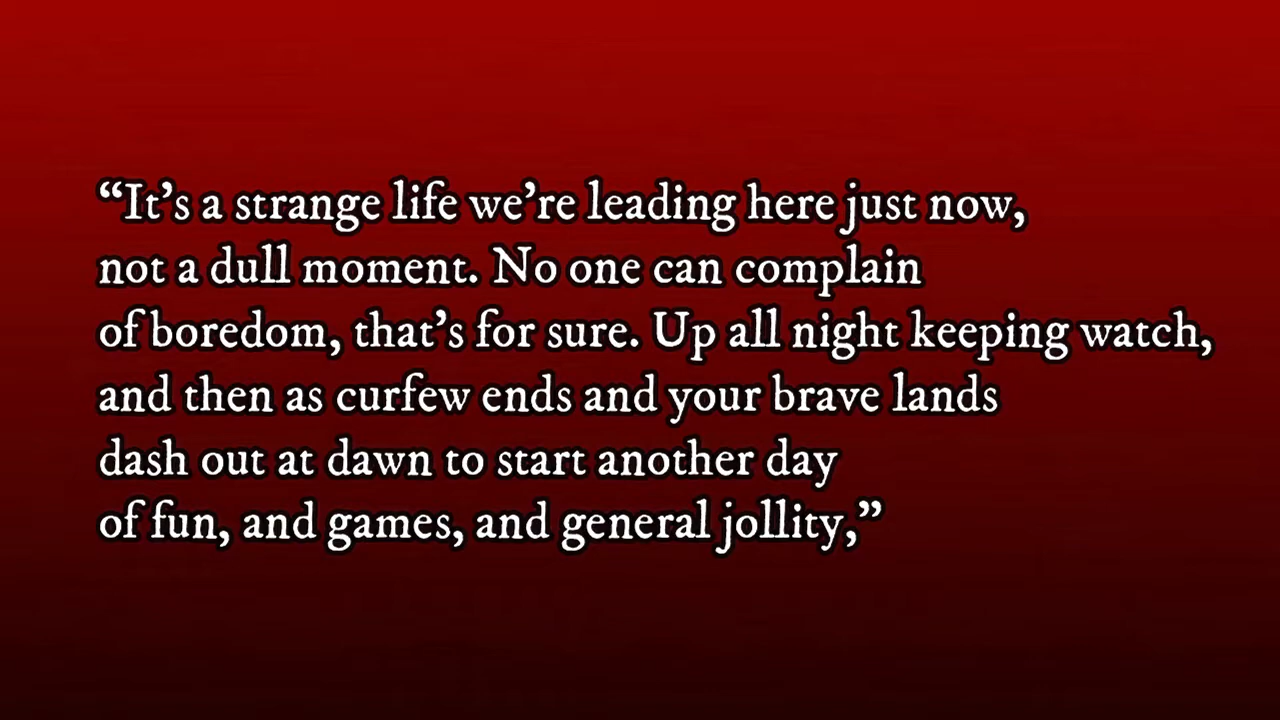 “It’s a strange life we’re leading here just now,
not a dull moment. No one can complain
of boredom, that’s for sure. Up all night keeping watch,
and then as curfew ends and your brave lands
dash out at dawn to start another day
of fun, and games, and general jollity,”